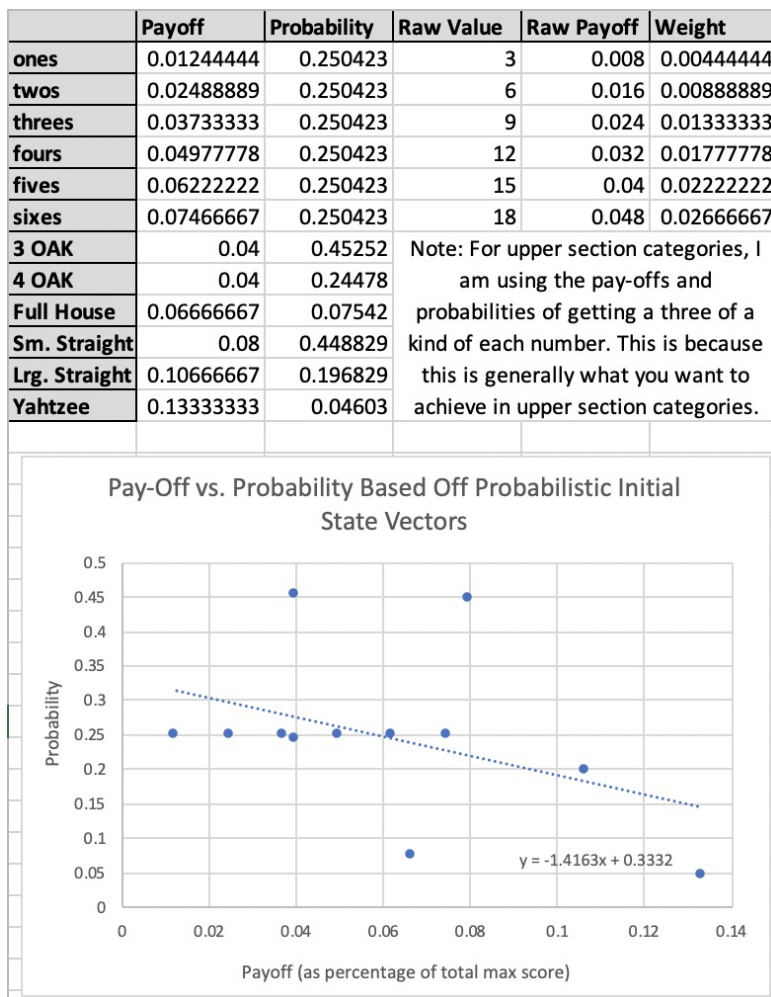 Payoff Probability Raw Value Raw Payoff Weight
ones 0.01244444 0.250423 3 0.008 0.00444444
twos 0.02488889 0.250423 6 0.016 0.00888889
threes 0.03733333 0.250423 9 0.024 0.01333333
fours 0.04977778 0.250423 12 0.032 0.01777778
fives 0.06222222 0.250423 15 0.04 0.02222222
sixes 0.07466667 0.250423 18 0.048 0.02666667
3 OAK 0.04 0.45252 Note: For upper section categories, I
4 OAK 0.04 0.24478 am using the pay-offs and
Full House 0.06666667 0.07542 probabilities of getting a three of a
Sm. Straight 0.08 0.448829 kind of each number. This is because
Lrg. Straight 0.10666667 0.196829 this is generally what you want to
Yahtzee 0.13333333 0.04603 achieve in upper section categories.
Pay-Off vs. Probability Based Off Probabilistic Initial
State Vectors
0.5
0.45
0.4
0.35
0.3
0.25
0.2
0.15
0.1
0.05
0
Probability
y = -1.4163x + 0.3332
0 0.02 0.04 0.06 0.08 0.1 0.12 0.14
Payoff (as percentage of total max score)